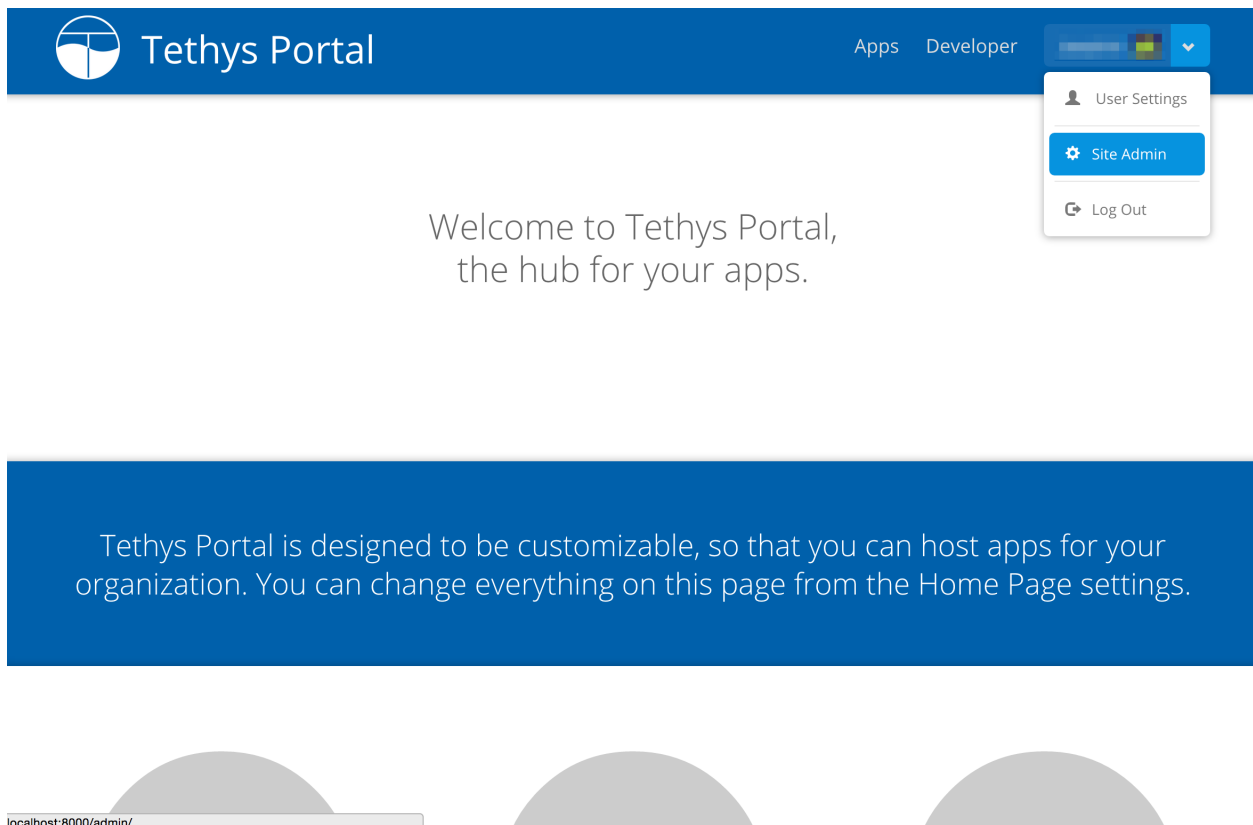 Tethys Portal
Apps Developer
User Settings
Site Admin
Log Out
Welcome to Tethys Portal,
the hub for your apps.
Tethys Portal is designed to be customizable, so that you can host apps for your
organization. You can change everything on this page from the Home Page settings.
localhost:8000/admin/